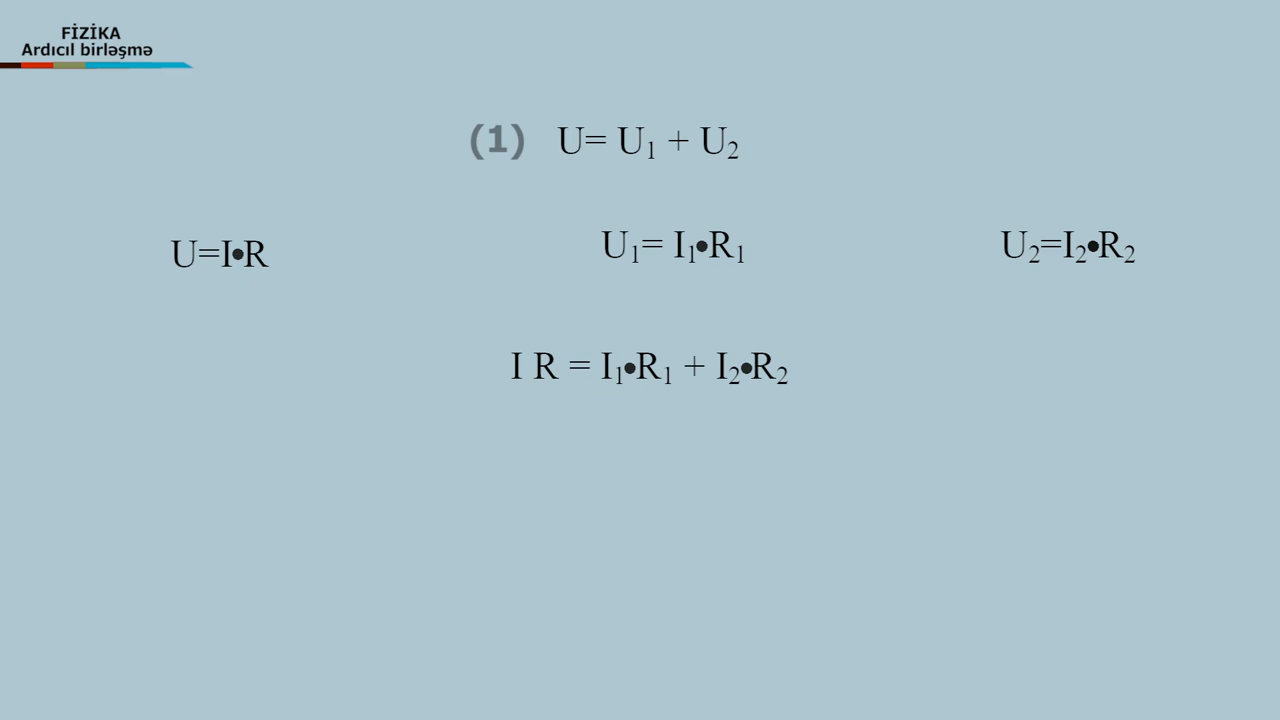 FİZİKA
Ardıcıl birləşmə
(1) U= U₁ + U₂
U=I•R
U₁= I₁•R₁
U₂=I₂•R₂
I R = I₁•R₁ + I₂•R₂